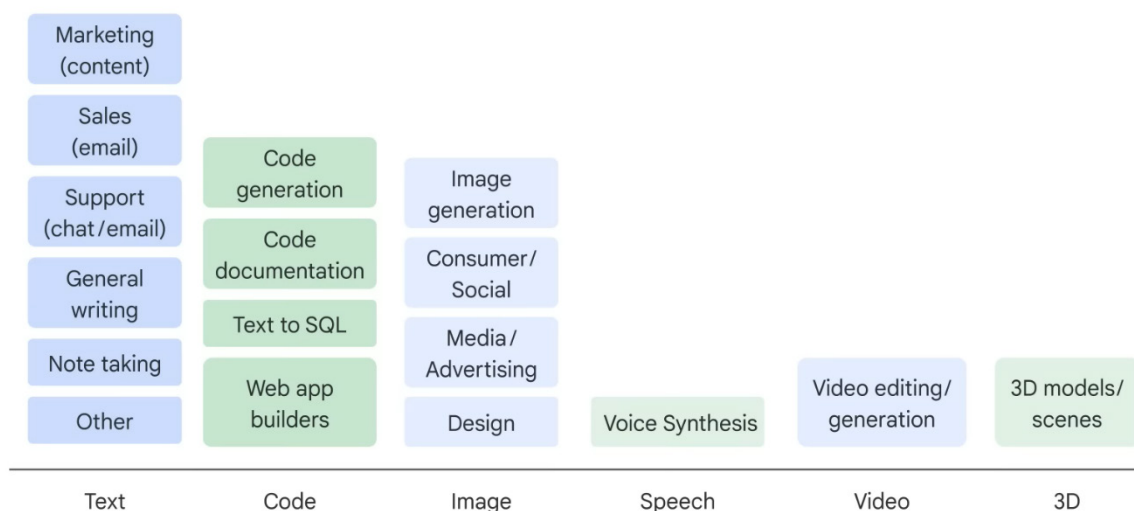 Marketing
(content)
Sales
(email)
Support
(chat/email)
General
writing
Note taking
Other
Code
generation
Code
documentation
Text to SQL
Web app
builders
Image
generation
Consumer/
Social
Media/
Advertising
Design
Voice Synthesis
Video editing/
generation
3D models/
scenes
Text
Code
Image
Speech
Video
3D